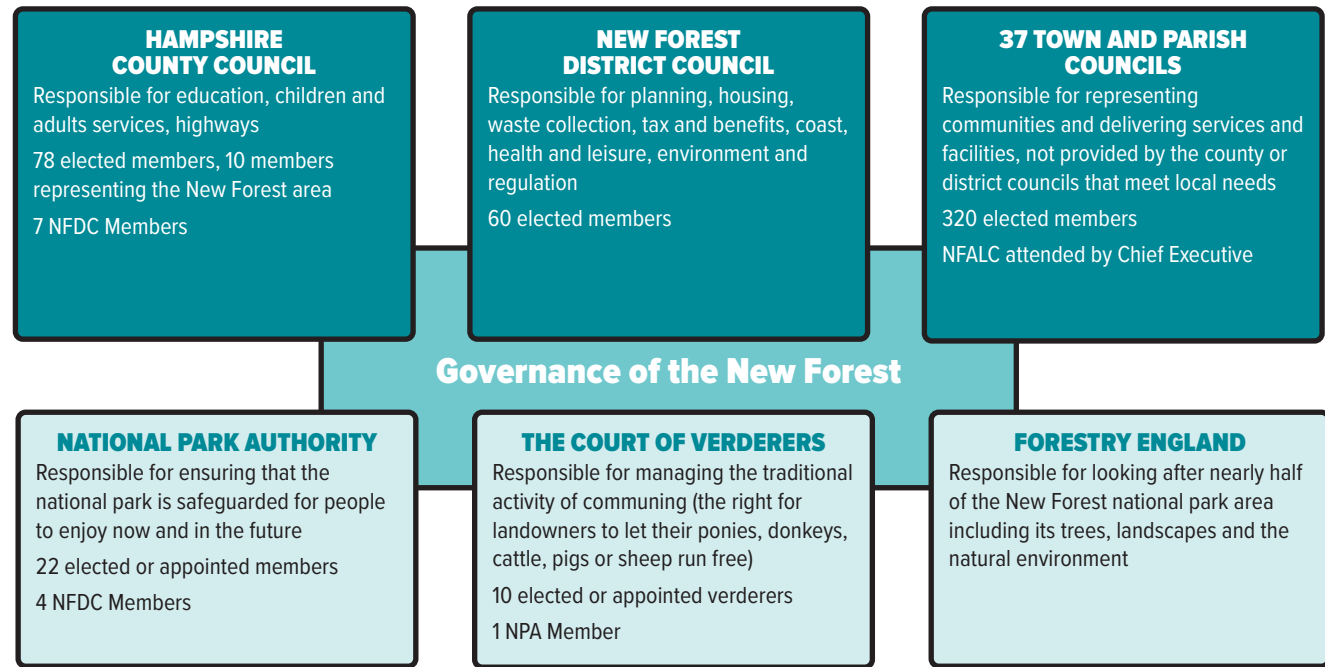 HAMPSHIRE
COUNTY COUNCIL
Responsible for education, children and
adults services, highways
78 elected members, 10 members
representing the New Forest area
7 NFDC Members
NEW FOREST
DISTRICT COUNCIL
Responsible for planning, housing,
waste collection, tax and benefits, coast,
health and leisure, environment and
regulation
60 elected members
37 TOWN AND PARISH
COUNCILS
Responsible for representing
communities and delivering services and
facilities, not provided by the county or
district councils that meet local needs
320 elected members
NFALC attended by Chief Executive
Governance of the New Forest
NATIONAL PARK AUTHORITY
Responsible for ensuring that the
national park is safeguarded for people
to enjoy now and in the future
22 elected or appointed members
4 NFDC Members
THE COURT OF VERDERERS
Responsible for managing the traditional
activity of communing (the right for
landowners to let their ponies, donkeys,
cattle, pigs or sheep run free)
10 elected or appointed verderers
1 NPA Member
FORESTRY ENGLAND
Responsible for looking after nearly half
of the New Forest national park area
including its trees, landscapes and the
natural environment